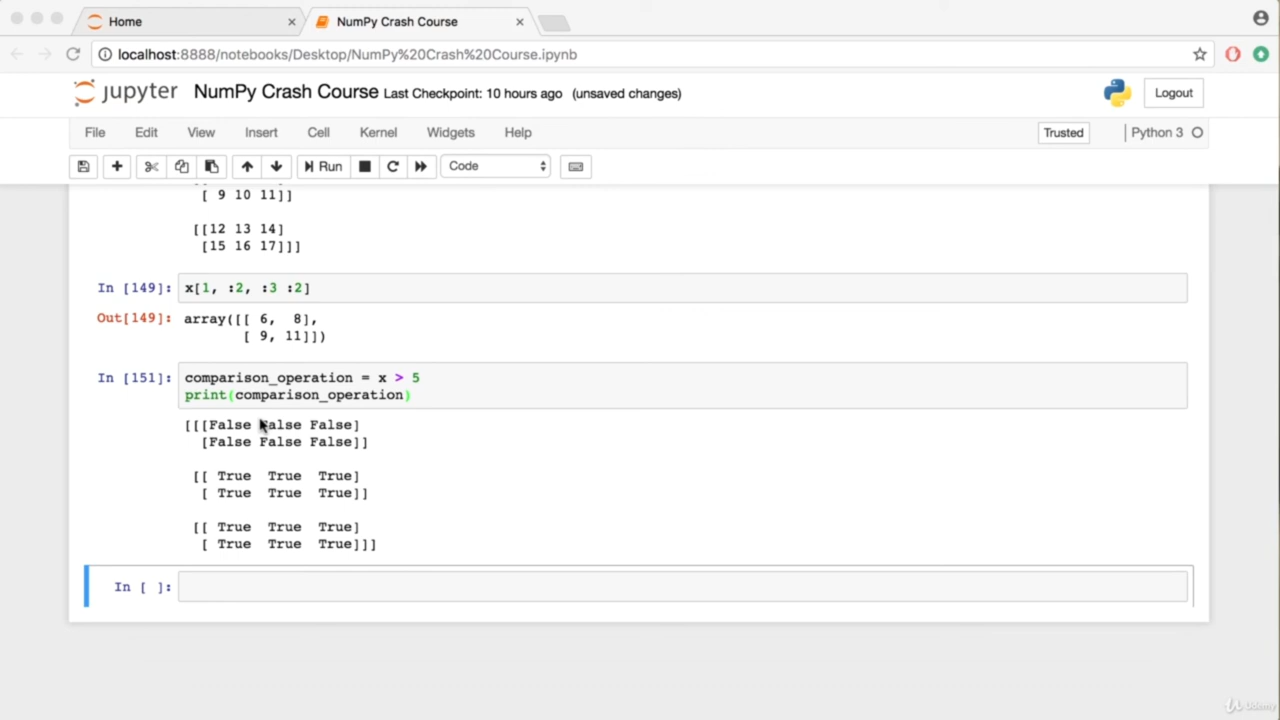 Home
NumPy Crash Course
localhost:8888/notebooks/Desktop/NumPy%20Crash%20Course.ipynb
jupyter NumPy Crash Course Last Checkpoint: 10 hours ago (unsaved changes) Logout
File Edit View Insert Cell Kernel Widgets Help Trusted Python 3
Run Code
[ 9 10 11]]
[[12 13 14]
[15 16 17]]]
In [149]: x[1, :2, :3 :2]
Out[149]: array([[ 6,  8],
[ 9, 11]])
In [151]: comparison_operation = x > 5
print(comparison_operation)
[[[False False False]
[False False False]]
[[ True  True  True]
[ True  True  True]]
[[ True  True  True]
[ True  True  True]]]
In [ ]:
Udemy